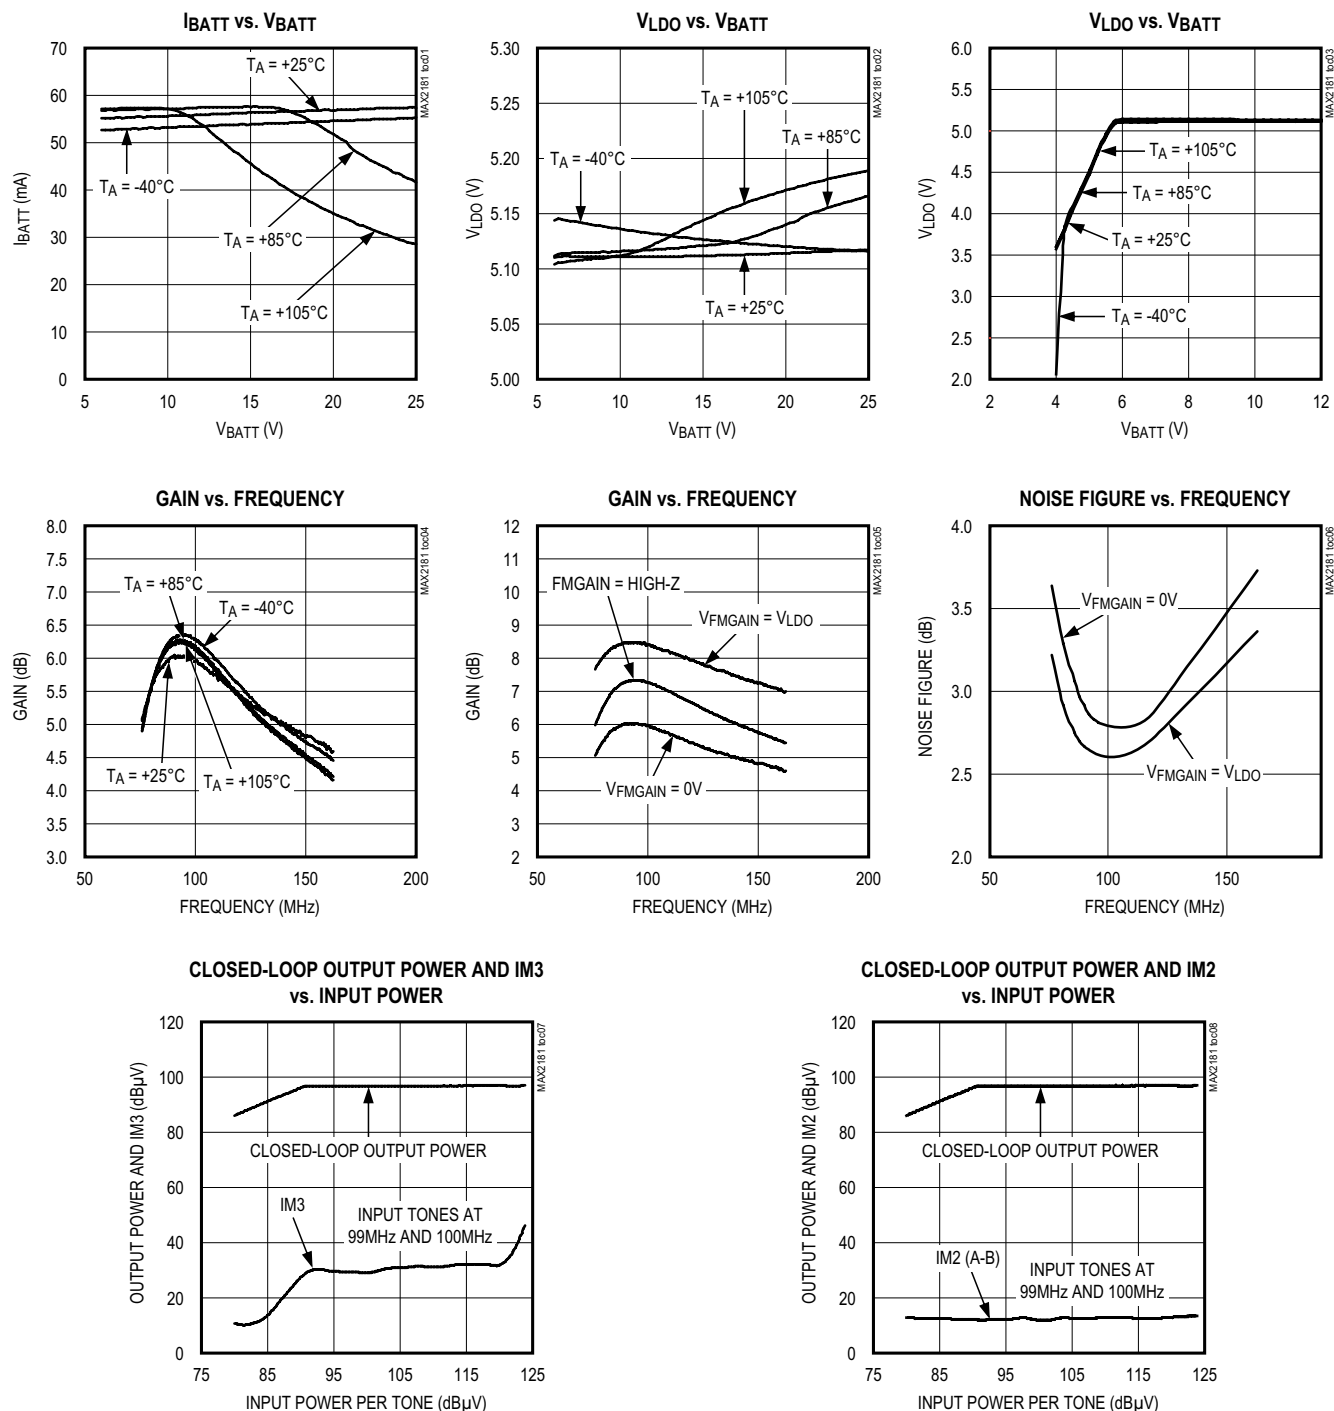 IBATT vs. VBATT
MAX2181 toc01
IBATT (mA)
70
60
50
40
30
20
10
0
TA = +25°C
TA = -40°C
TA = +85°C
TA = +105°C
5 10 15 20 25
VBATT (V)
VLDO vs. VBATT
MAX2181 toc02
VLDO (V)
5.30
5.25
5.20
5.15
5.10
5.05
5.00
TA = +105°C
TA = +85°C
TA = -40°C
TA = +25°C
5 10 15 20 25
VBATT (V)
VLDO vs. VBATT
MAX2181 toc03
VLDO (V)
6.0
5.5
5.0
4.5
4.0
3.5
3.0
2.5
2.0
TA = +105°C
TA = +85°C
TA = +25°C
TA = -40°C
2 4 6 8 10 12
VBATT (V)
GAIN vs. FREQUENCY
MAX2181 toc04
GAIN (dB)
8.0
7.5
7.0
6.5
6.0
5.5
5.0
4.5
4.0
3.5
3.0
TA = +85°C
TA = -40°C
TA = +25°C
TA = +105°C
50 100 150 200
FREQUENCY (MHz)
GAIN vs. FREQUENCY
MAX2181 toc05
GAIN (dB)
12
11
10
9
8
7
6
5
4
3
2
FMGAIN = HIGH-Z
VFMGAIN = VLDO
VFMGAIN = 0V
50 100 150 200
FREQUENCY (MHz)
NOISE FIGURE vs. FREQUENCY
MAX2181 toc06
NOISE FIGURE (dB)
4.0
3.5
3.0
2.5
2.0
VFMGAIN = 0V
VFMGAIN = VLDO
50 100 150
FREQUENCY (MHz)
CLOSED-LOOP OUTPUT POWER AND IM3
vs. INPUT POWER
MAX2181 toc07
OUTPUT POWER AND IM3 (dBµV)
120
100
80
60
40
20
0
CLOSED-LOOP OUTPUT POWER
IM3
INPUT TONES AT
99MHz AND 100MHz
75 85 95 105 115 125
INPUT POWER PER TONE (dBµV)
CLOSED-LOOP OUTPUT POWER AND IM2
vs. INPUT POWER
MAX2181 toc08
OUTPUT POWER AND IM2 (dBµV)
120
100
80
60
40
20
0
CLOSED-LOOP OUTPUT POWER
IM2 (A-B)
INPUT TONES AT
99MHz AND 100MHz
75 85 95 105 115 125
INPUT POWER PER TONE (dBµV)